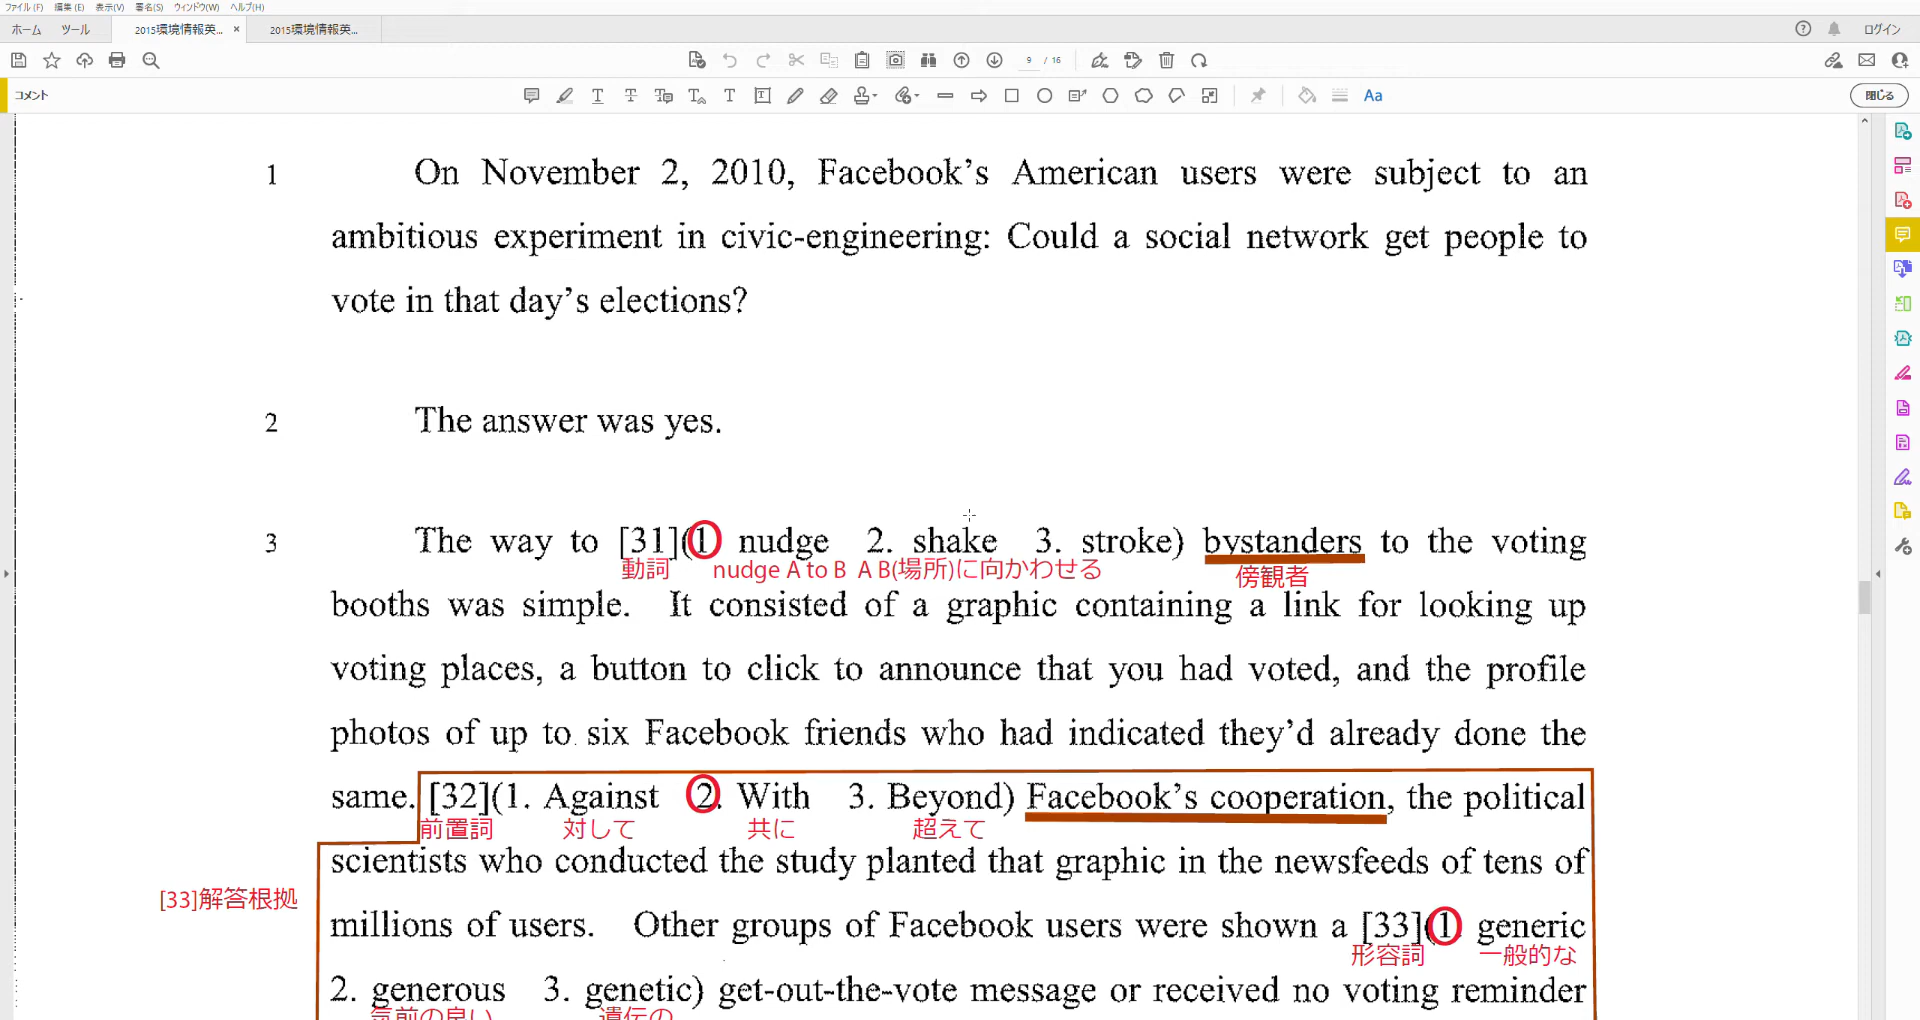 ファイル(F) 編集(E) 表示(V) 署名(S) ウィンドウ(W) ヘルプ(H)
ホーム ツール 2015環境情報英... × 2015環境情報英... ログイン
9 / 16
コメント Aa 閉じる
1 On November 2, 2010, Facebook's American users were subject to an
ambitious experiment in civic-engineering: Could a social network get people to
vote in that day's elections?
2 The answer was yes.
3 The way to [31](1 nudge 2. shake 3. stroke) bystanders to the voting
動詞 nudge A to B A B(場所)に向かわせる 傍観者
booths was simple. It consisted of a graphic containing a link for looking up
voting places, a button to click to announce that you had voted, and the profile
photos of up to six Facebook friends who had indicated they'd already done the
same. [32](1. Against 2. With 3. Beyond) Facebook's cooperation, the political
前置詞 対して 共に 超えて
scientists who conducted the study planted that graphic in the newsfeeds of tens of
[33]解答根拠
millions of users. Other groups of Facebook users were shown a [33](1 generic
形容詞 一般的な
2. generous 3. genetic) get-out-the-vote message or received no voting reminder
気前の良い 遺伝の